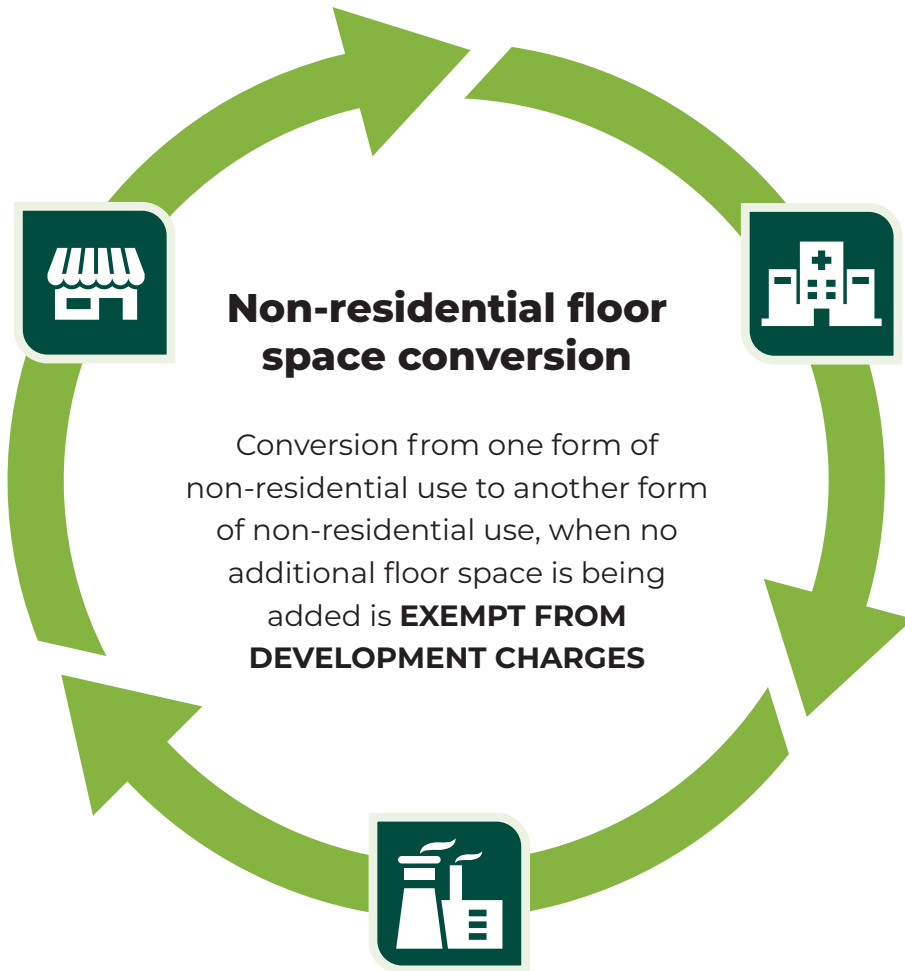 Non-residential floor
space conversion
Conversion from one form of
non-residential use to another form
of non-residential use, when no
additional floor space is being
added is EXEMPT FROM
DEVELOPMENT CHARGES